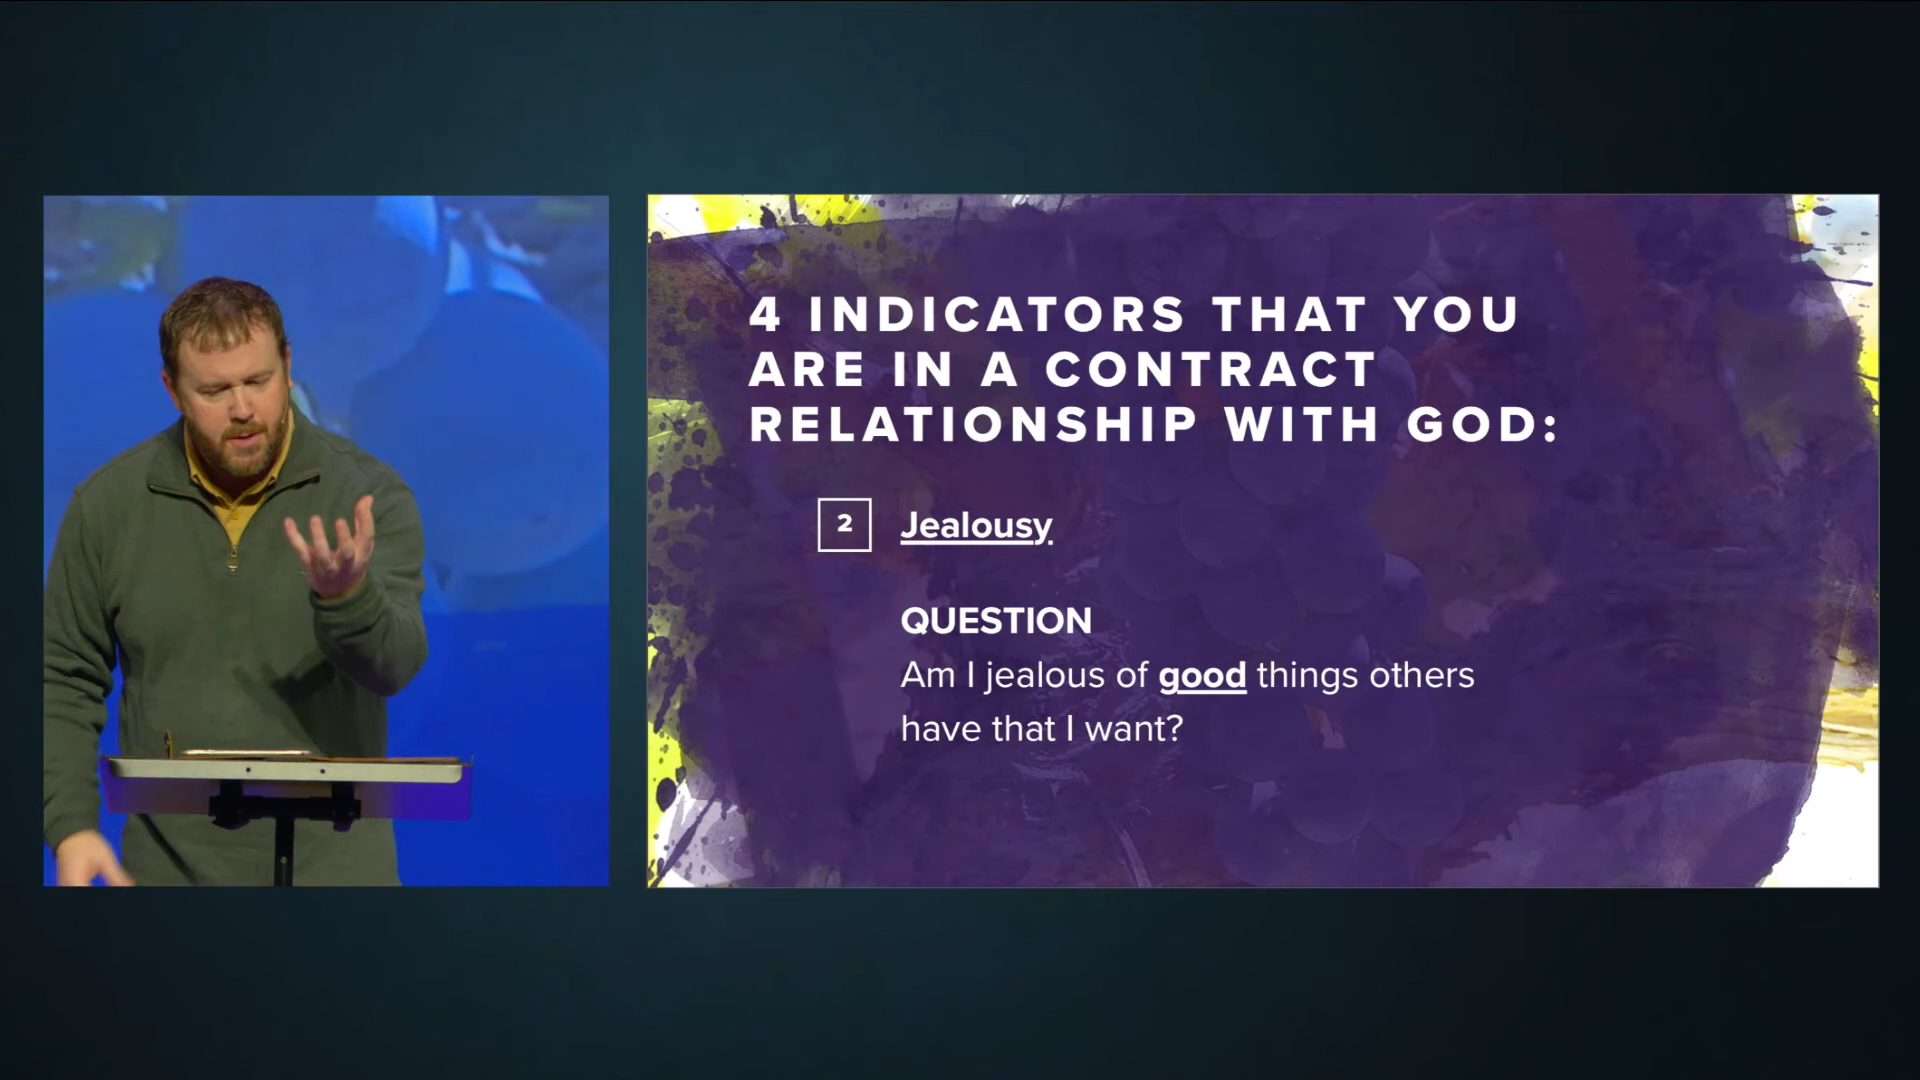 4 INDICATORS THAT YOU
ARE IN A CONTRACT
RELATIONSHIP WITH GOD:
2 Jealousy
QUESTION
Am I jealous of good things others
have that I want?